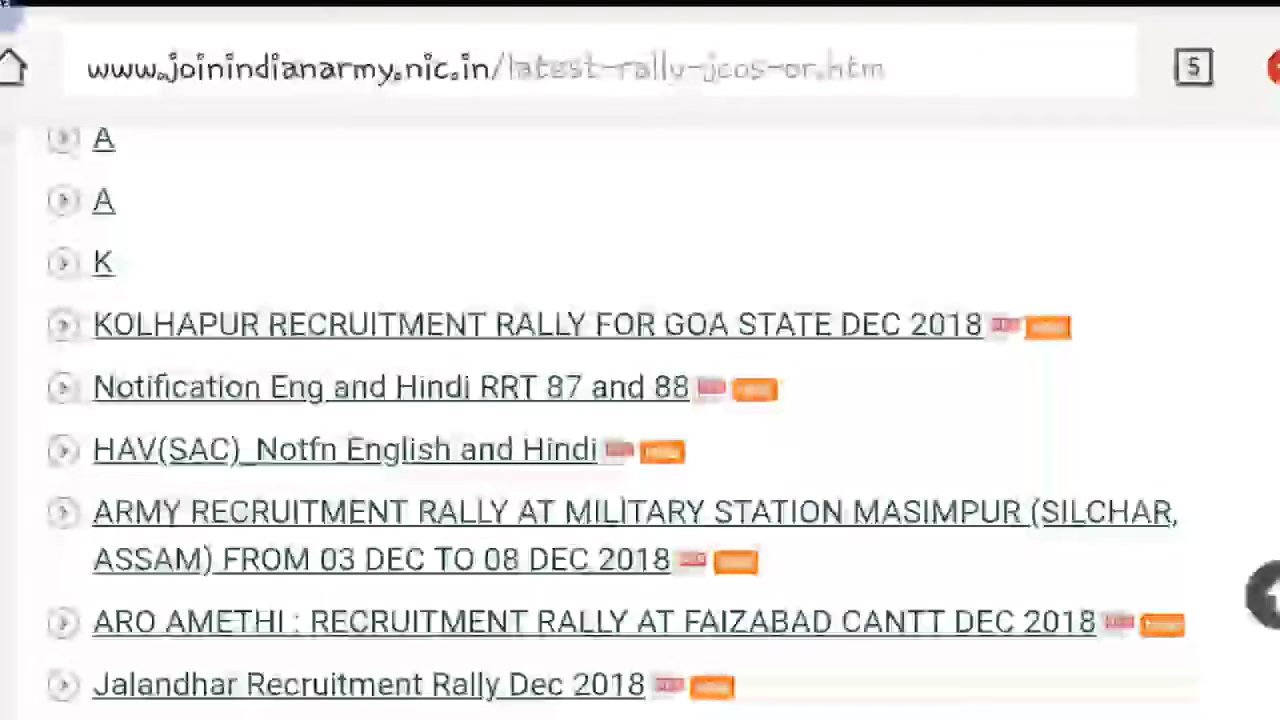 www.joinindianarmy.nic.in/latest-rally-jcos-or.htm
5
A
A
K
KOLHAPUR RECRUITMENT RALLY FOR GOA STATE DEC 2018
Notification Eng and Hindi RRT 87 and 88
HAV(SAC)_Notfn English and Hindi
ARMY RECRUITMENT RALLY AT MILITARY STATION MASIMPUR (SILCHAR,
ASSAM) FROM 03 DEC TO 08 DEC 2018
ARO AMETHI : RECRUITMENT RALLY AT FAIZABAD CANTT DEC 2018
Jalandhar Recruitment Rally Dec 2018